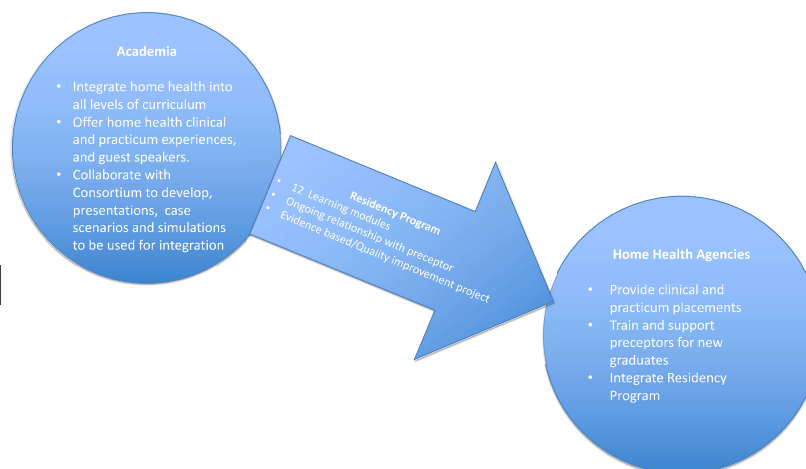 Academia
• Integrate home health into
all levels of curriculum
• Offer home health clinical
and practicum experiences,
and guest speakers.
• Collaborate with
Consortium to develop,
presentations, case
scenarios and simulations
to be used for integration
Residency Program
• 12 Learning modules
• Ongoing relationship with preceptor
• Evidence based/Quality improvement project
Home Health Agencies
• Provide clinical and
practicum placements
• Train and support
preceptors for new
graduates
• Integrate Residency
Program